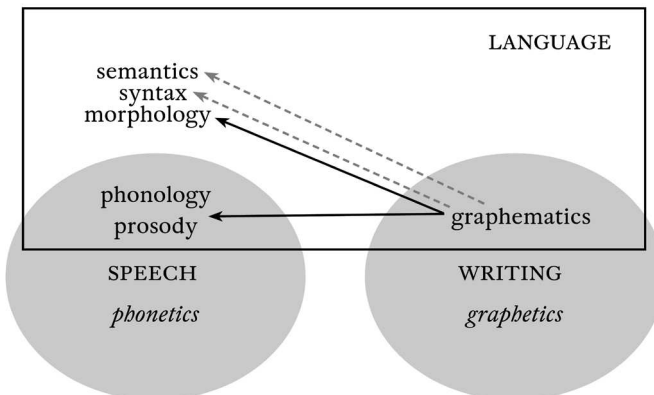 LANGUAGE
semantics
syntax
morphology
phonology
prosody
graphematics
SPEECH
WRITING
phonetics
graphetics